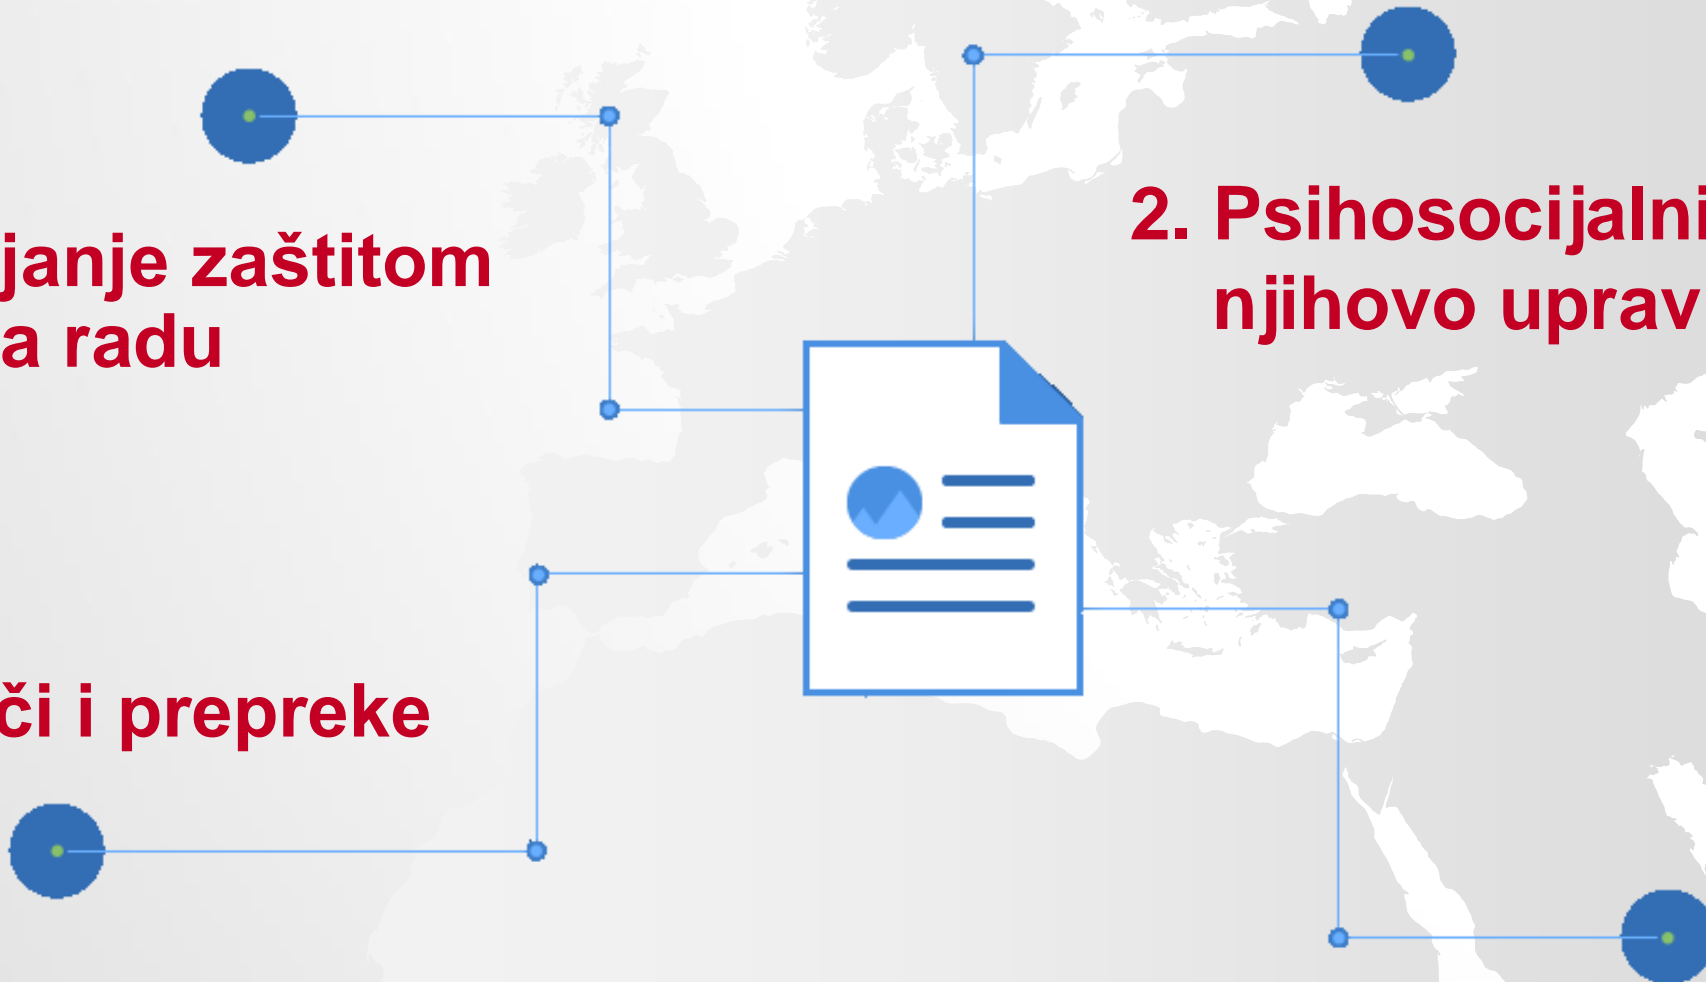 janje zaštitom
a radu
2. Psihosocijalni
njihovo uprav
či i prepreke